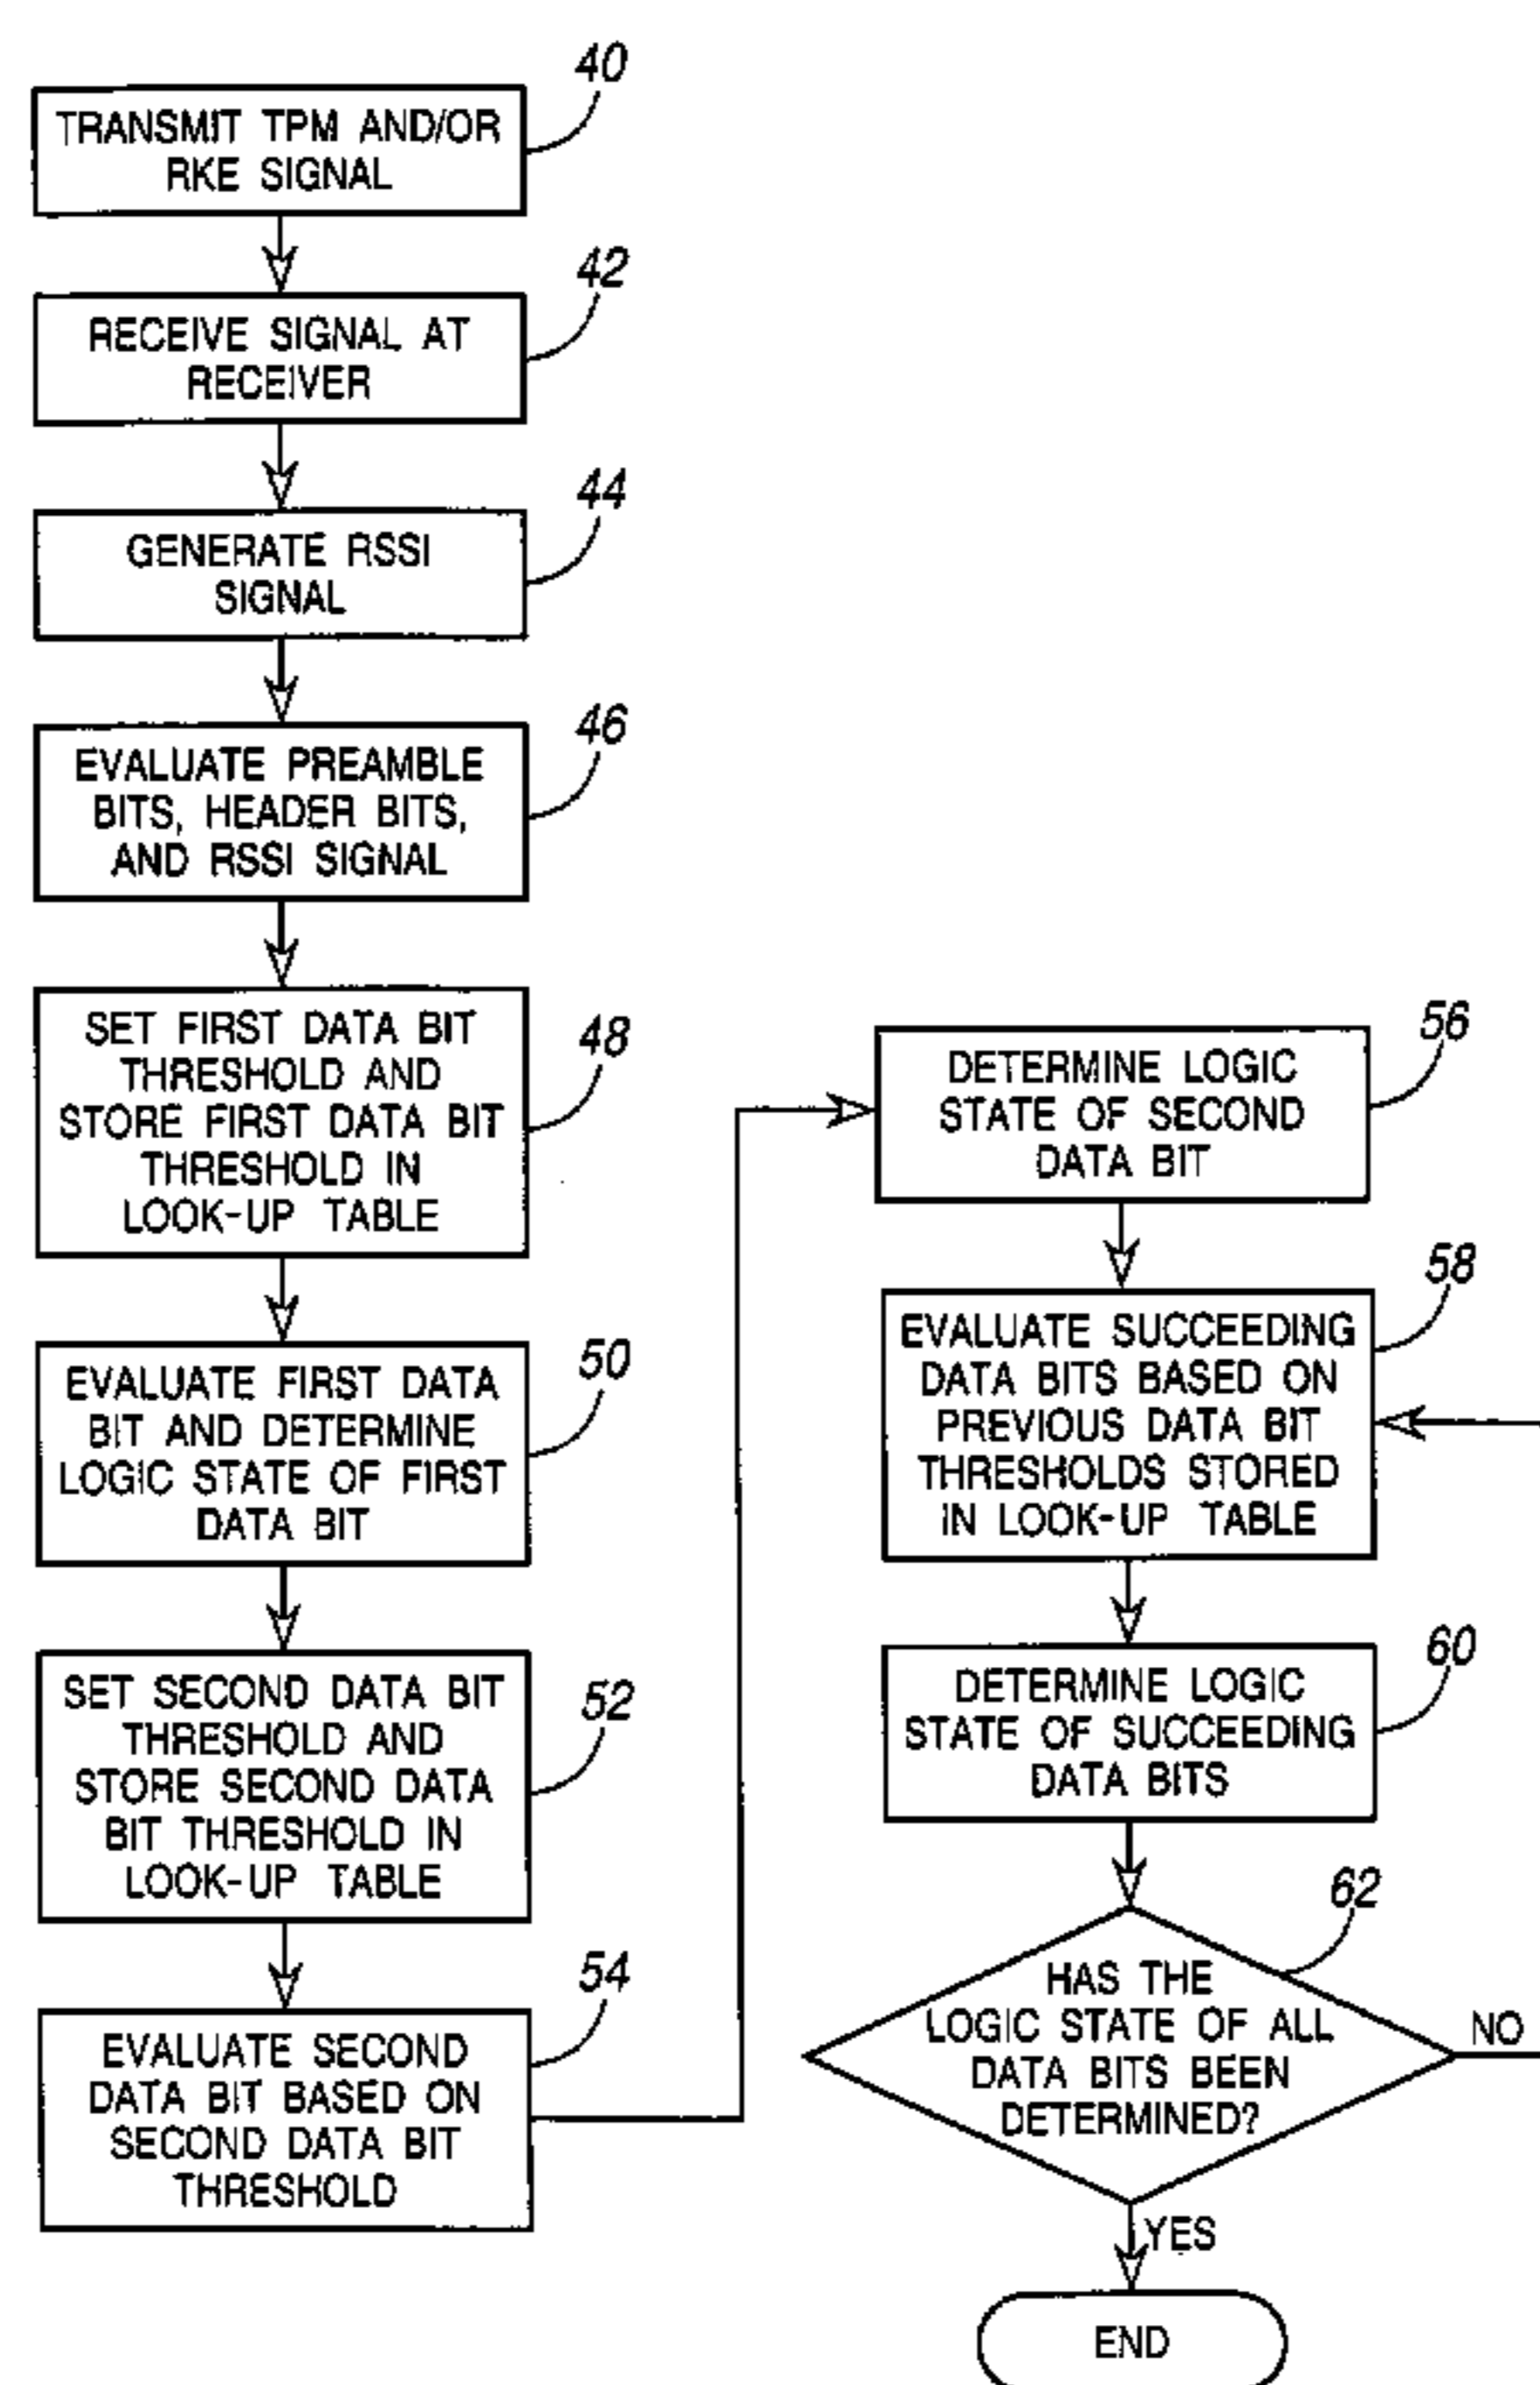 40
TRANSMIT TPM AND/OR
RKE SIGNAL
42
RECEIVE SIGNAL AT
RECEIVER
44
GENERATE RSSI
SIGNAL
46
EVALUATE PREAMBLE
BITS, HEADER BITS,
AND RSSI SIGNAL
48
SET FIRST DATA BIT
THRESHOLD AND
STORE FIRST DATA BIT
THRESHOLD IN
LOOK-UP TABLE
50
EVALUATE FIRST DATA
BIT AND DETERMINE
LOGIC STATE OF FIRST
DATA BIT
52
SET SECOND DATA BIT
THRESHOLD AND
STORE SECOND DATA
BIT THRESHOLD IN
LOOK-UP TABLE
54
EVALUATE SECOND
DATA BIT BASED ON
SECOND DATA BIT
THRESHOLD
56
DETERMINE LOGIC
STATE OF SECOND
DATA BIT
58
EVALUATE SUCCEEDING
DATA BITS BASED ON
PREVIOUS DATA BIT
THRESHOLDS STORED
IN LOOK-UP TABLE
60
DETERMINE LOGIC
STATE OF SUCCEEDING
DATA BITS
62
HAS THE
LOGIC STATE OF ALL
DATA BITS BEEN
DETERMINED?
NO
YES
END